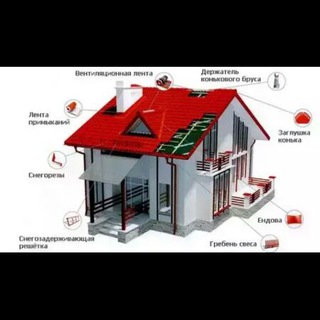 Вентиляционная лента
Держатель
конькового бруса
Лента
примыканий
Заглушка
конька
Снегорезы
Ендова
Снегозадерживающая
решётка
Гребень свеса